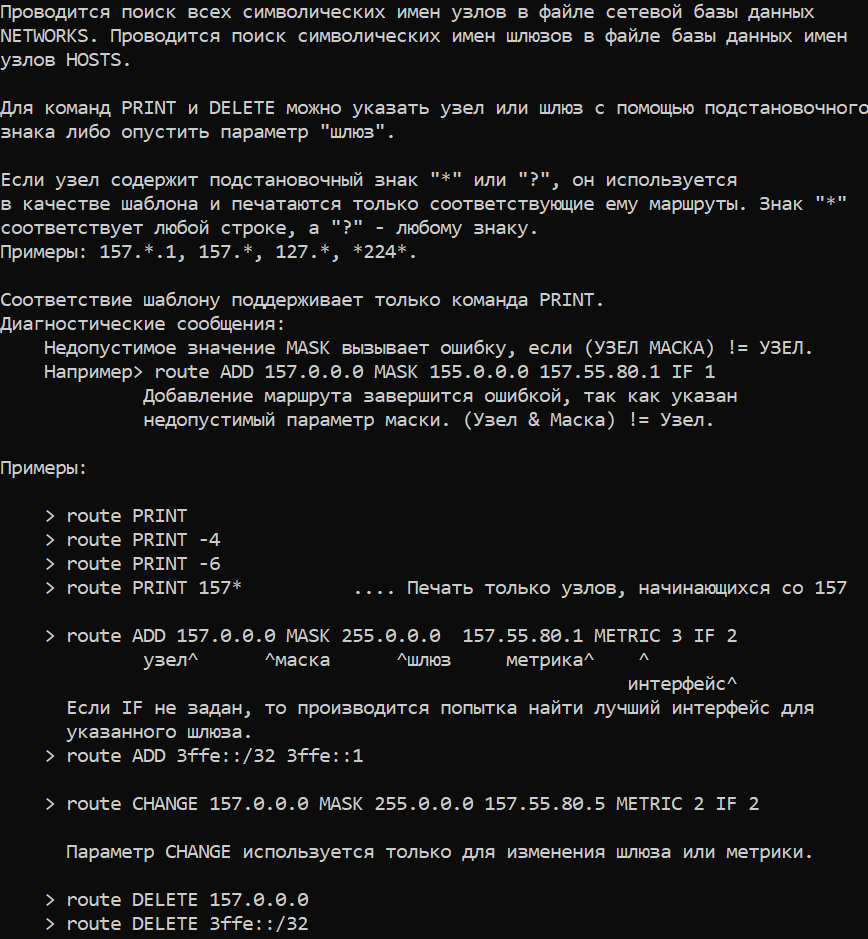 Проводится поиск всех символических имен узлов в файле сетевой базы данных
NETWORKS. Проводится поиск символических имен шлюзов в файле базы данных имен
узлов HOSTS.

Для команд PRINT и DELETE можно указать узел или шлюз с помощью подстановочного
знака либо опустить параметр "шлюз".

Если узел содержит подстановочный знак "*" или "?", он используется
в качестве шаблона и печатаются только соответствующие ему маршруты. Знак "*"
соответствует любой строке, а "?" - любому знаку.
Примеры: 157.*.1, 157.*, 127.*, *224*.

Соответствие шаблону поддерживает только команда PRINT.
Диагностические сообщения:
    Недопустимое значение MASK вызывает ошибку, если (УЗЕЛ МАСКА) != УЗЕЛ.
    Например> route ADD 157.0.0.0 MASK 155.0.0.0 157.55.80.1 IF 1
             Добавление маршрута завершится ошибкой, так как указан
             недопустимый параметр маски. (Узел & Маска) != Узел.

Примеры:

    > route PRINT
    > route PRINT -4
    > route PRINT -6
    > route PRINT 157*          .... Печать только узлов, начинающихся со 157

    > route ADD 157.0.0.0 MASK 255.0.0.0  157.55.80.1 METRIC 3 IF 2
             узел^      ^маска      ^шлюз     метрика^    ^
                                                         интерфейс^
      Если IF не задан, то производится попытка найти лучший интерфейс для
      указанного шлюза.
    > route ADD 3ffe::/32 3ffe::1

    > route CHANGE 157.0.0.0 MASK 255.0.0.0 157.55.80.5 METRIC 2 IF 2

      Параметр CHANGE используется только для изменения шлюза или метрики.

    > route DELETE 157.0.0.0
    > route DELETE 3ffe::/32